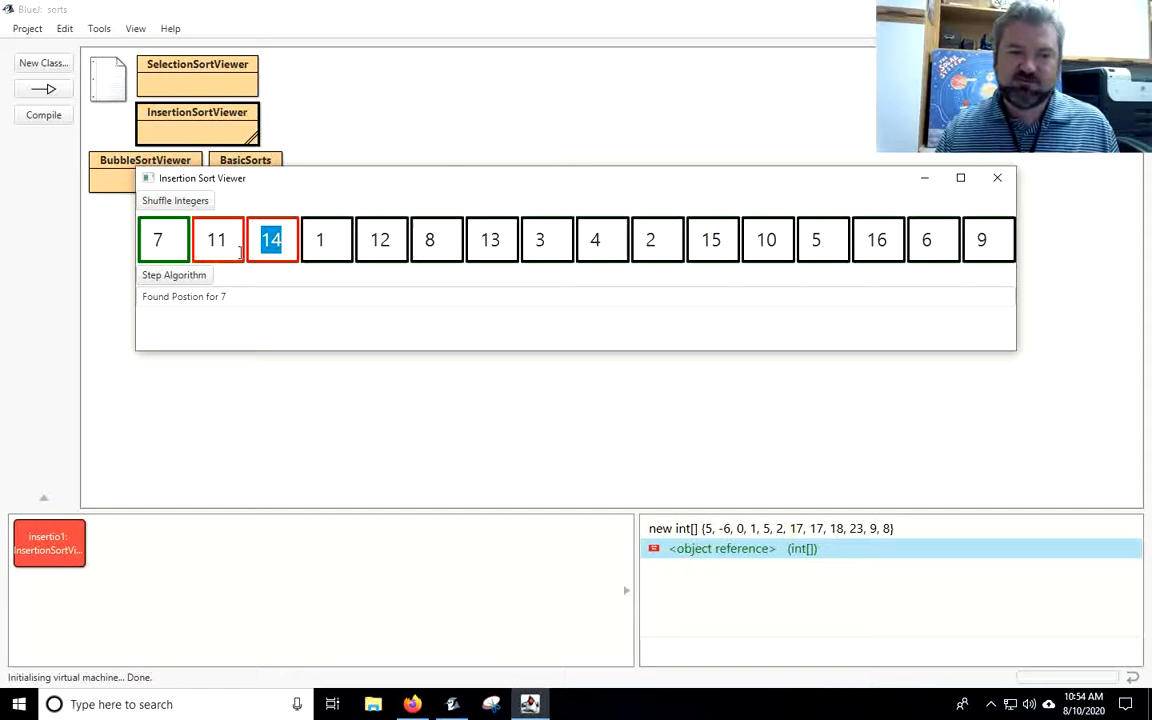 BlueJ: sorts
Project Edit Tools View Help
New Class...
Compile
SelectionSortViewer
InsertionSortViewer
BubbleSortViewer BasicSorts
Insertion Sort Viewer
Shuffle Integers
7 11 14 1 12 8 13 3 4 2 15 10 5 16 6 9
Step Algorithm
Found Postion for 7
insertio1:
InsertionSortVi...
new int[] {5, -6, 0, 1, 5, 2, 17, 17, 18, 23, 9, 8}
<object reference> (int[])
Initialising virtual machine... Done.
Type here to search
10:54 AM
8/10/2020